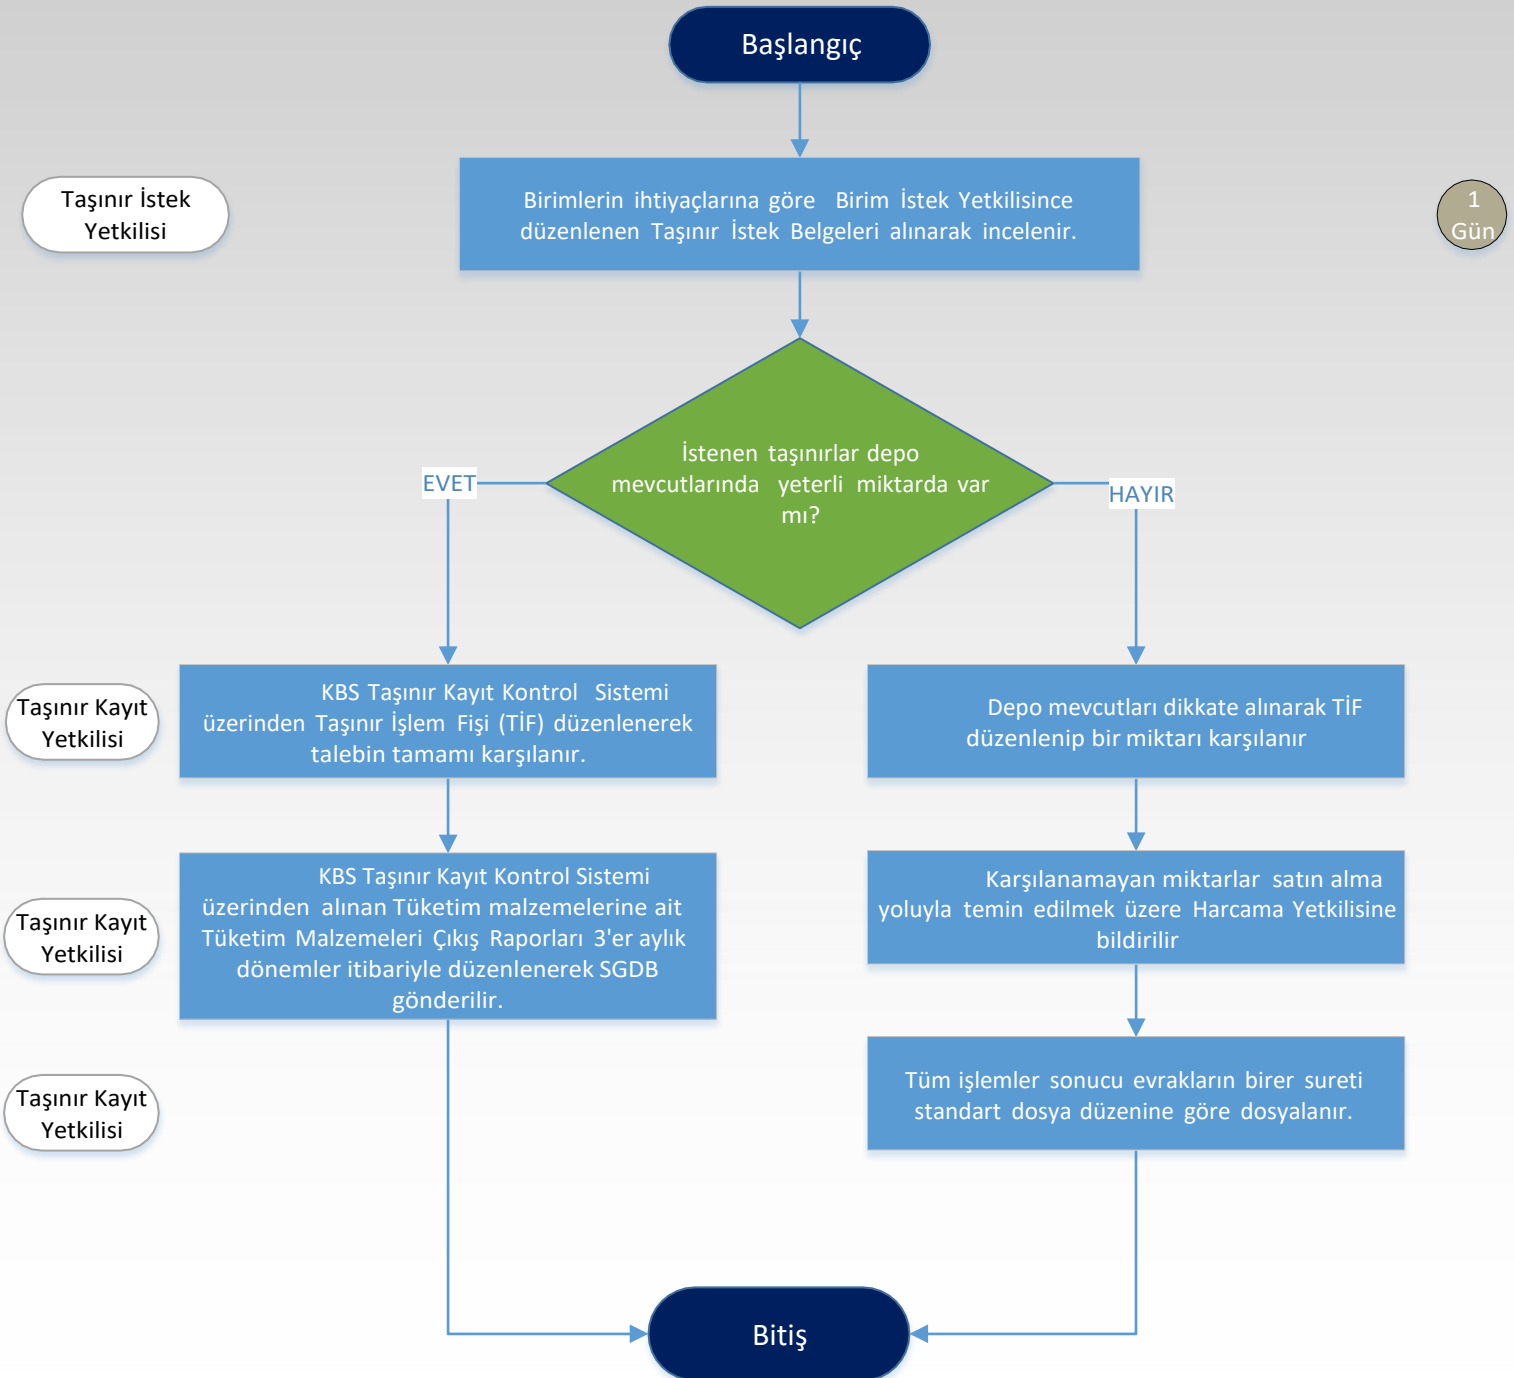 Başlangıç
Taşınır İstek
Yetkilisi
Birimlerin ihtiyaçlarına göre Birim İstek Yetkilisince
düzenlenen Taşınır İstek Belgeleri alınarak incelenir.
1
Gün
İstenen taşınırlar depo
mevcutlarında yeterli miktarda var
mı?
EVET
HAYIR
Taşınır Kayıt
Yetkilisi
KBS Taşınır Kayıt Kontrol Sistemi
üzerinden Taşınır İşlem Fişi (TİF) düzenlenerek
talebin tamamı karşılanır.
Depo mevcutları dikkate alınarak TİF
düzenlenip bir miktarı karşılanır
Taşınır Kayıt
Yetkilisi
KBS Taşınır Kayıt Kontrol Sistemi
üzerinden alınan Tüketim malzemelerine ait
Tüketim Malzemeleri Çıkış Raporları 3'er aylık
dönemler itibariyle düzenlenerek SGDB
gönderilir.
Karşılanamayan miktarlar satın alma
yoluyla temin edilmek üzere Harcama Yetkilisine
bildirilir
Taşınır Kayıt
Yetkilisi
Tüm işlemler sonucu evrakların birer sureti
standart dosya düzenine göre dosyalanır.
Bitiş